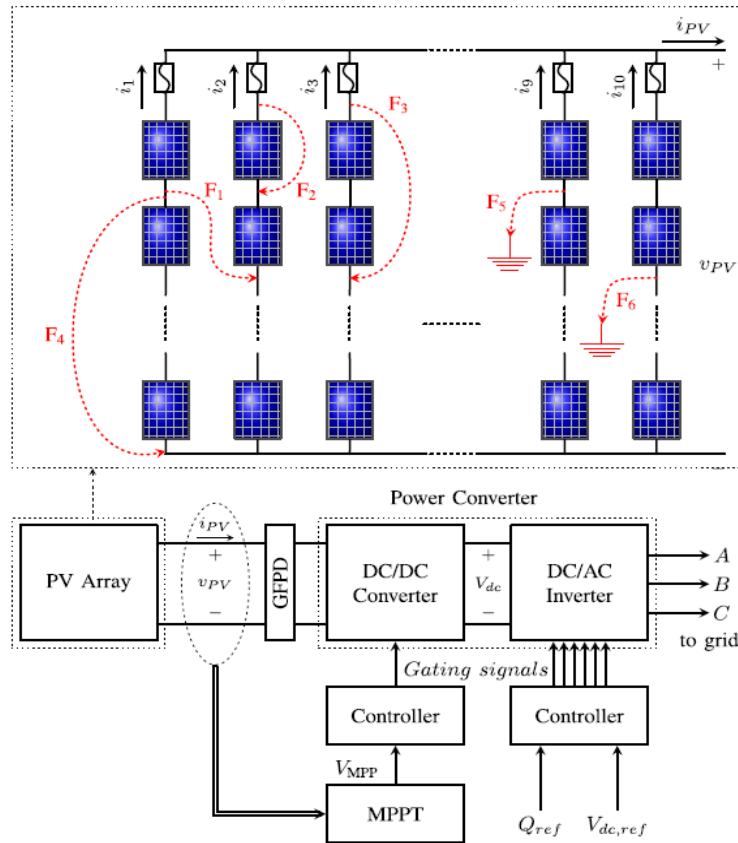 i_PV
+
i_1
i_2
i_3
i_9
i_10
F_3
F_1
F_2
F_5
v_PV
F_6
F_4
−
Power Converter
i_PV
+
PV Array
v_PV
−
GFPD
DC/DC
Converter
+
V_dc
−
DC/AC
Inverter
A
B
C
to grid
Gating signals
Controller
Controller
V_MPP
MPPT
Q_ref
V_dc,ref